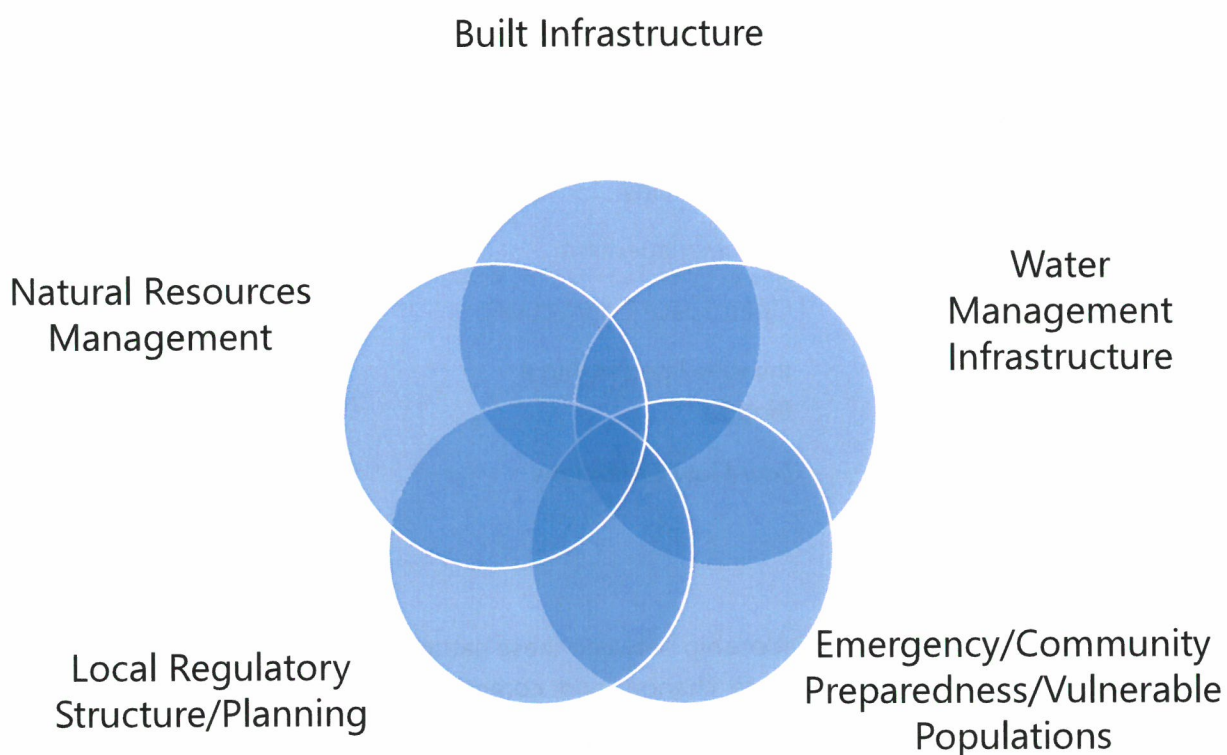 Built Infrastructure
Natural Resources
Management
Water
Management
Infrastructure
Local Regulatory
Structure/Planning
Emergency/Community
Preparedness/Vulnerable
Populations